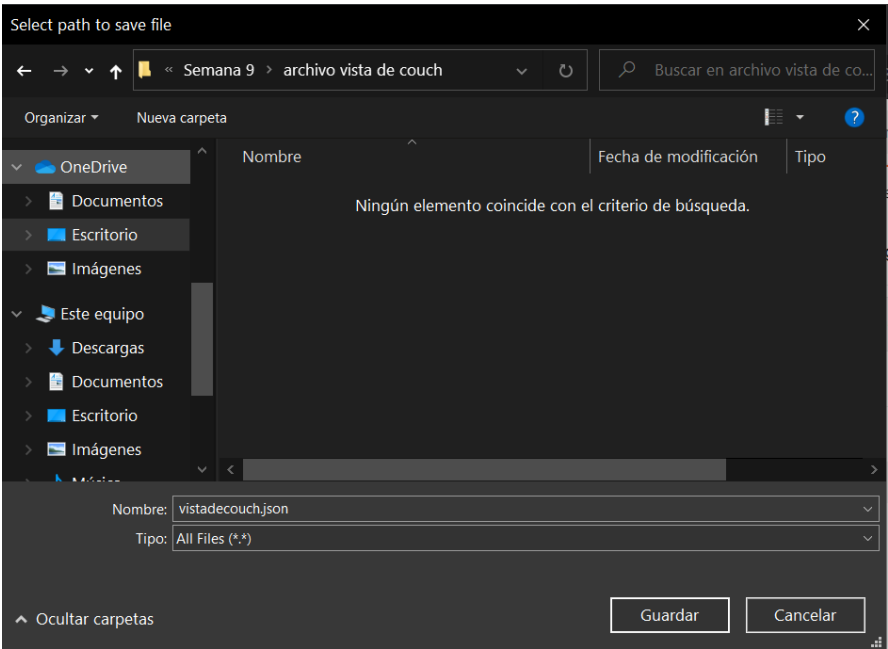 Select path to save file
« Semana 9 > archivo vista de couch
Buscar en archivo vista de co...
Organizar
Nueva carpeta
OneDrive
Documentos
Escritorio
Imágenes
Este equipo
Descargas
Documentos
Escritorio
Imágenes
Nombre
Fecha de modificación
Tipo
Ningún elemento coincide con el criterio de búsqueda.
Nombre: vistadecouch.json
Tipo: All Files (*.*)
Ocultar carpetas
Guardar
Cancelar